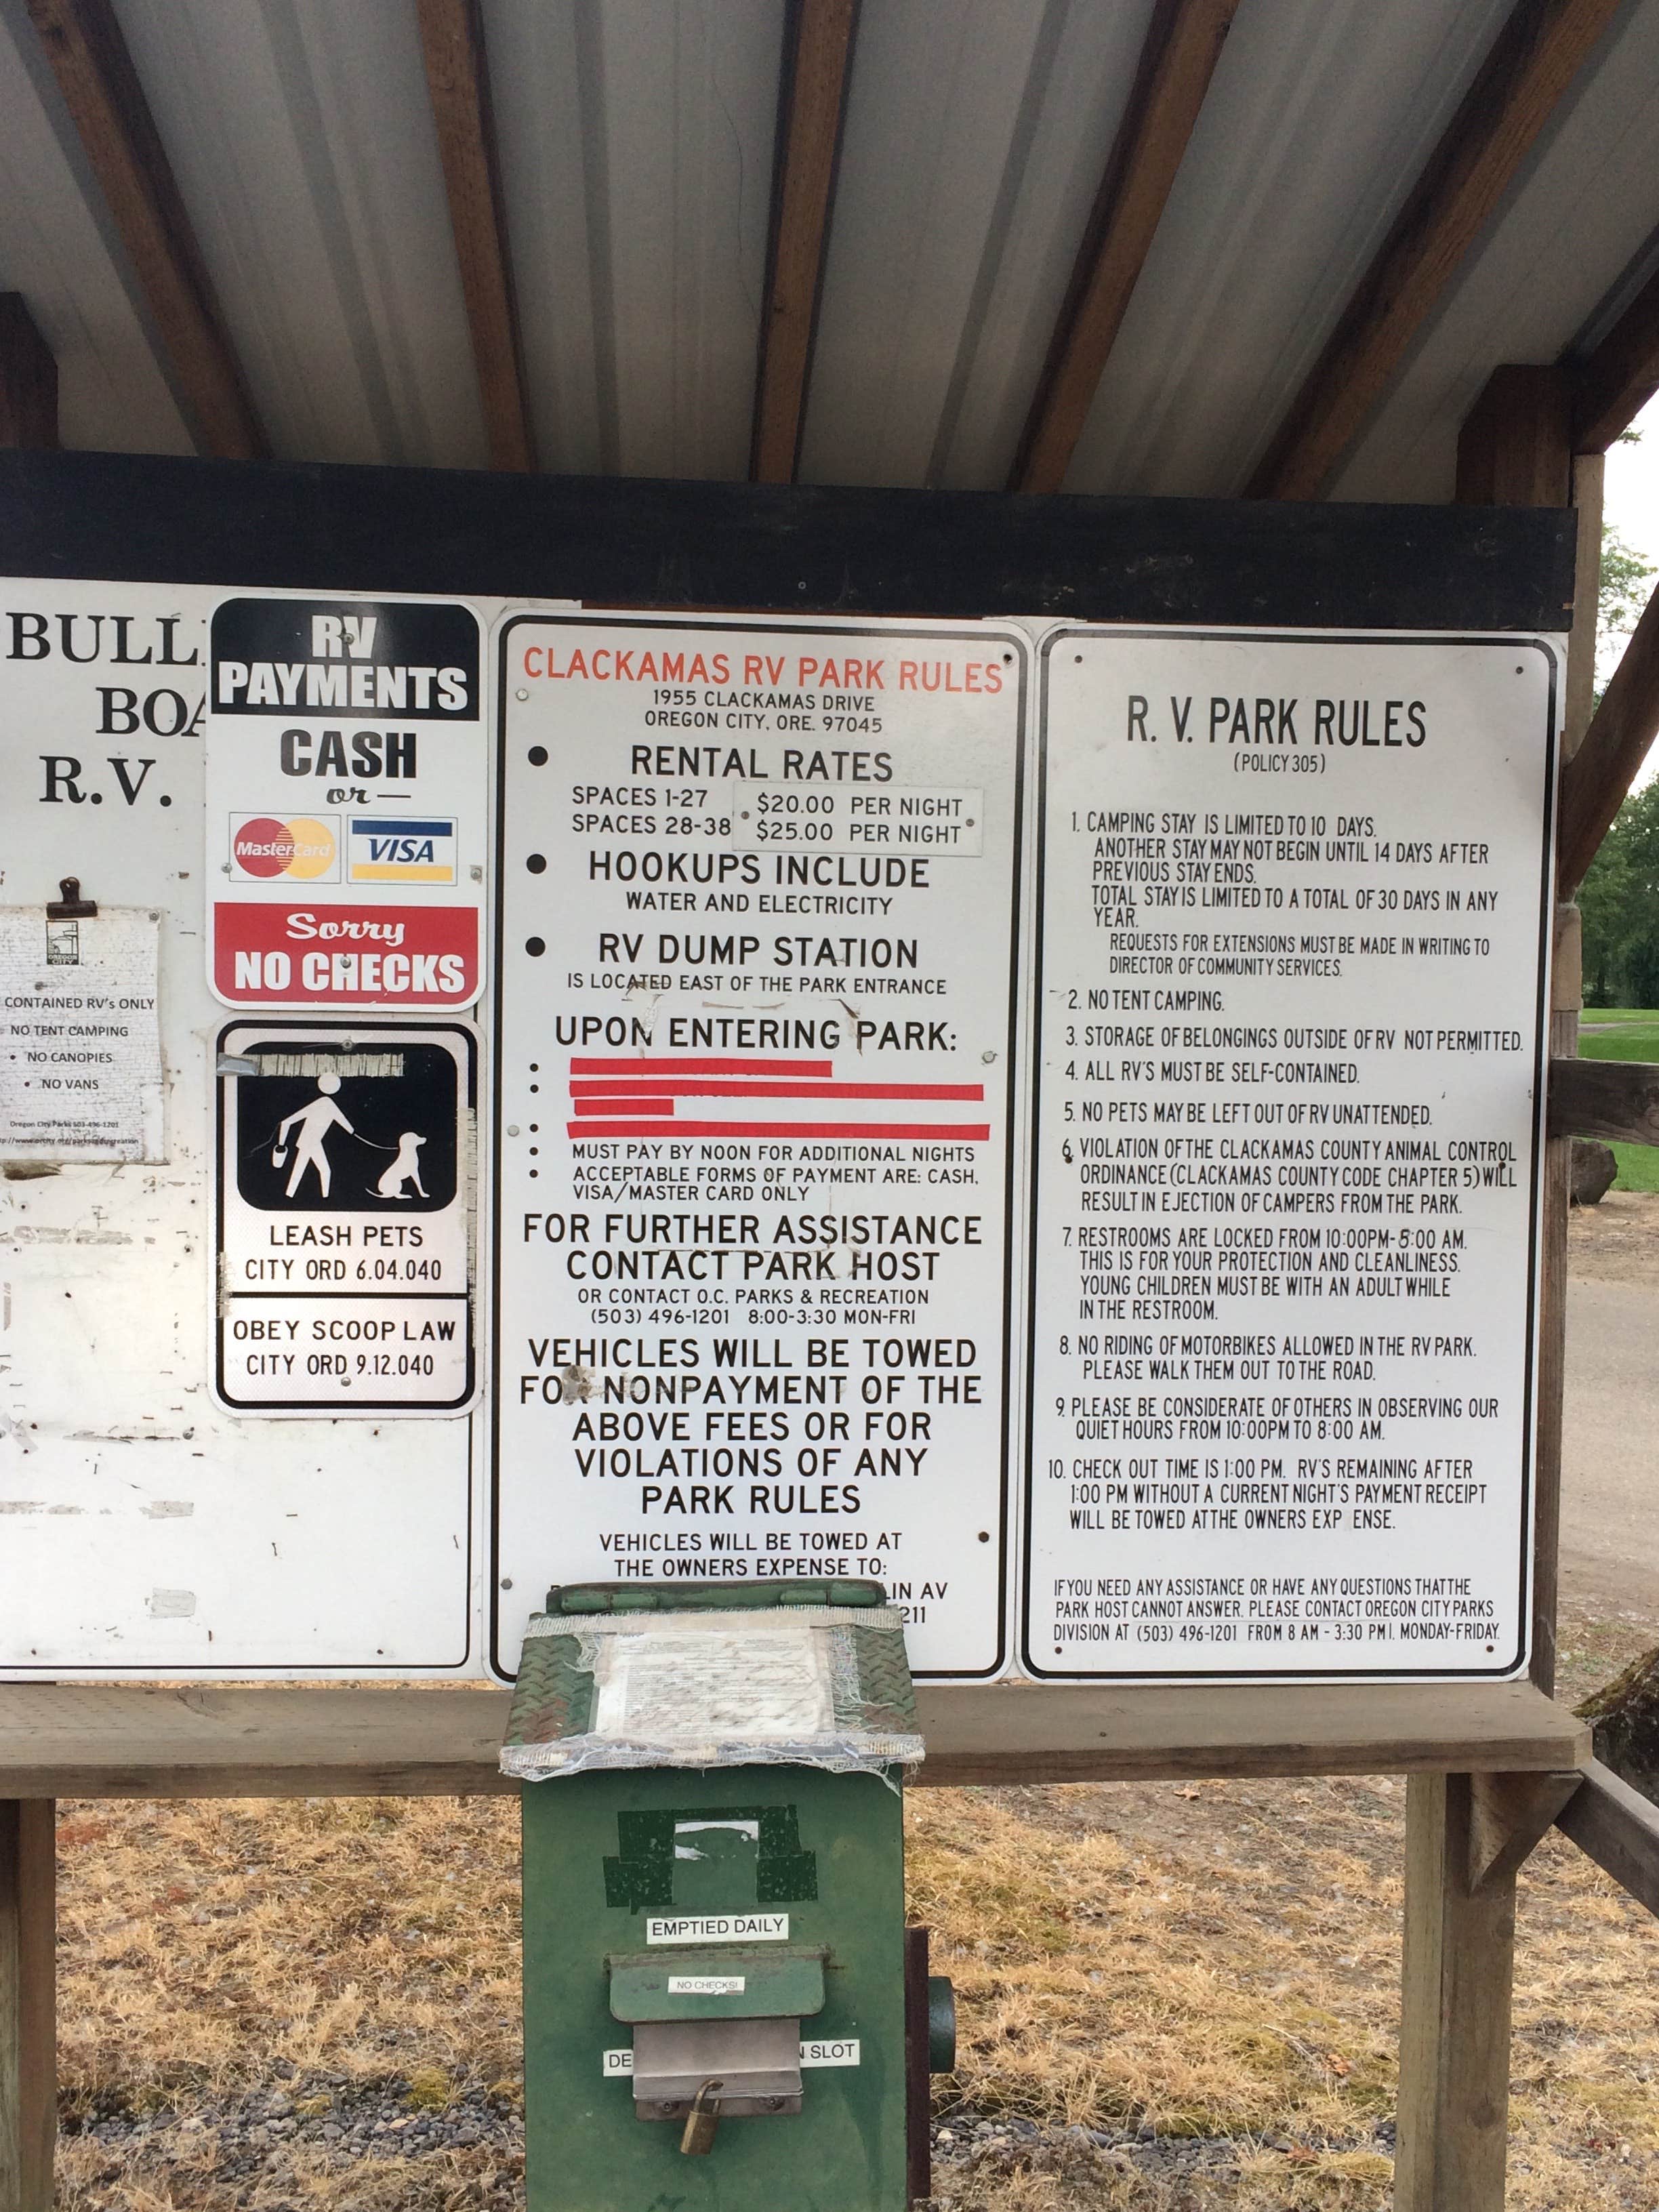 BULL
BOA
R.V.
CONTAINED RV's ONLY
NO TENT CAMPING
• NO CANOPIES
• NO VANS
Oregon City Parks 503-496-1201
RV
PAYMENTS
CASH
or
MasterCard VISA
Sorry
NO CHECKS
LEASH PETS
CITY ORD 6.04.040
OBEY SCOOP LAW
CITY ORD 9.12.040
CLACKAMAS RV PARK RULES
1955 CLACKAMAS DRIVE
OREGON CITY, ORE. 97045
• RENTAL RATES
SPACES 1-27 $20.00 PER NIGHT
SPACES 28-38 $25.00 PER NIGHT
• HOOKUPS INCLUDE
WATER AND ELECTRICITY
• RV DUMP STATION
IS LOCATED EAST OF THE PARK ENTRANCE
UPON ENTERING PARK:
• MUST PAY BY NOON FOR ADDITIONAL NIGHTS
• ACCEPTABLE FORMS OF PAYMENT ARE: CASH,
VISA/MASTER CARD ONLY
FOR FURTHER ASSISTANCE
CONTACT PARK HOST
OR CONTACT O.C. PARKS & RECREATION
(503) 496-1201 8:00-3:30 MON-FRI
VEHICLES WILL BE TOWED
FOR NONPAYMENT OF THE
ABOVE FEES OR FOR
VIOLATIONS OF ANY
PARK RULES
VEHICLES WILL BE TOWED AT
THE OWNERS EXPENSE TO:
LIN AV
211
R. V. PARK RULES
(POLICY 305)
1. CAMPING STAY IS LIMITED TO 10 DAYS.
ANOTHER STAY MAY NOT BEGIN UNTIL 14 DAYS AFTER
PREVIOUS STAY ENDS.
TOTAL STAY IS LIMITED TO A TOTAL OF 30 DAYS IN ANY
YEAR.
REQUESTS FOR EXTENSIONS MUST BE MADE IN WRITING TO
DIRECTOR OF COMMUNITY SERVICES.
2. NO TENT CAMPING.
3. STORAGE OF BELONGINGS OUTSIDE OF RV NOT PERMITTED.
4. ALL RV'S MUST BE SELF-CONTAINED.
5. NO PETS MAY BE LEFT OUT OF RV UNATTENDED.
6. VIOLATION OF THE CLACKAMAS COUNTY ANIMAL CONTROL
ORDINANCE (CLACKAMAS COUNTY CODE CHAPTER 5) WILL
RESULT IN EJECTION OF CAMPERS FROM THE PARK.
7. RESTROOMS ARE LOCKED FROM 10:00PM-8:00 AM.
THIS IS FOR YOUR PROTECTION AND CLEANLINESS.
YOUNG CHILDREN MUST BE WITH AN ADULT WHILE
IN THE RESTROOM.
8. NO RIDING OF MOTORBIKES ALLOWED IN THE RV PARK.
PLEASE WALK THEM OUT TO THE ROAD.
9. PLEASE BE CONSIDERATE OF OTHERS IN OBSERVING OUR
QUIET HOURS FROM 10:00PM TO 8:00 AM.
10. CHECK OUT TIME IS 1:00 PM. RV'S REMAINING AFTER
1:00 PM WITHOUT A CURRENT NIGHT'S PAYMENT RECEIPT
WILL BE TOWED AT THE OWNERS EXP ENSE.
IF YOU NEED ANY ASSISTANCE OR HAVE ANY QUESTIONS THAT THE
PARK HOST CANNOT ANSWER, PLEASE CONTACT OREGON CITY PARKS
DIVISION AT (503) 496-1201 FROM 8 AM - 3:30 PM. MONDAY-FRIDAY.
EMPTIED DAILY
NO CHECKS!
DE N SLOT